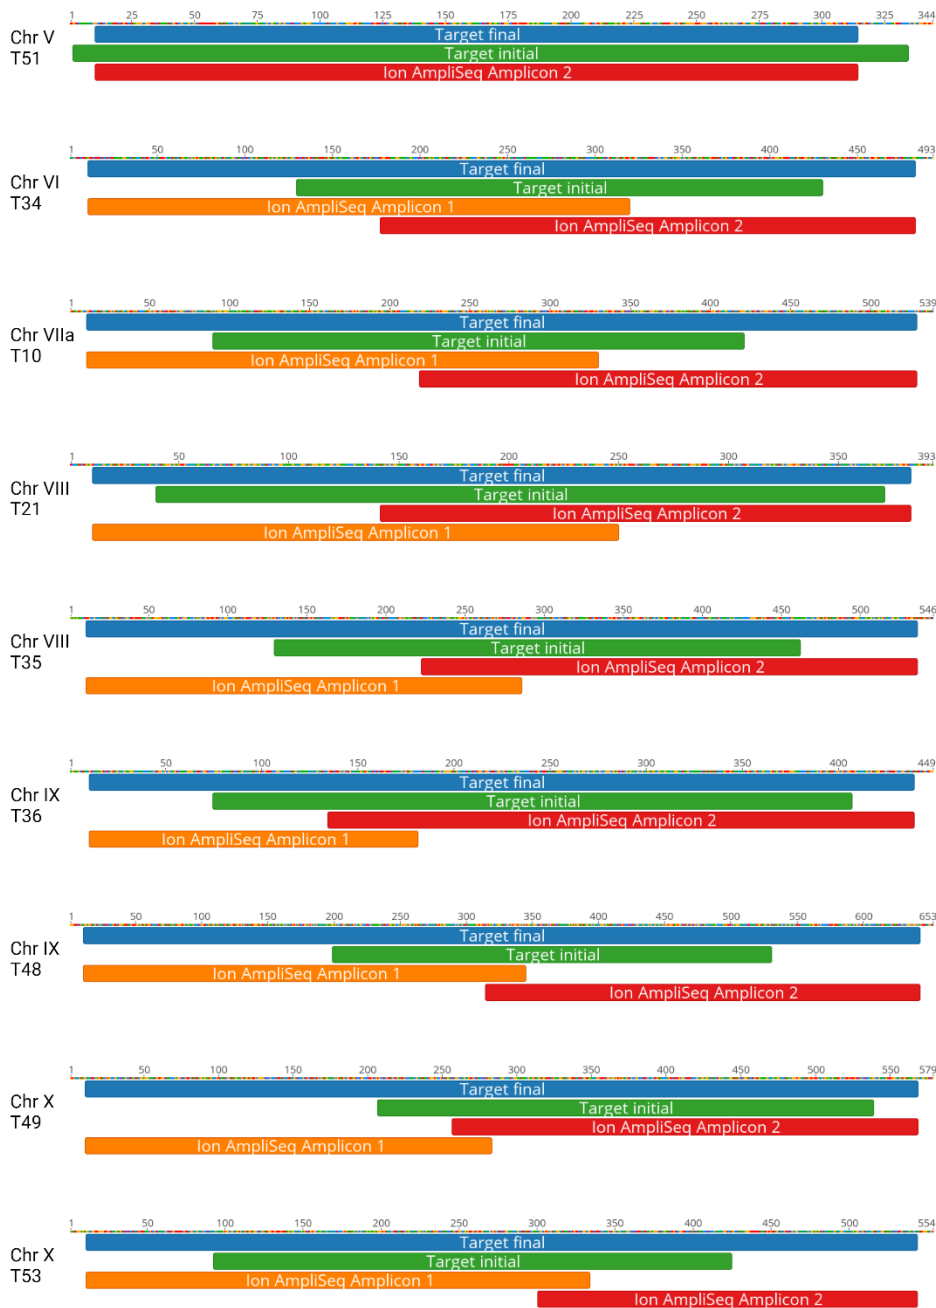 1 25 50 75 100 125 150 175 200 225 250 275 300 325 344
Chr V
T51
Target final
Target initial
Ion AmpliSeq Amplicon 2
1 50 100 150 200 250 300 350 400 450 493
Chr VI
T34
Target final
Target initial
Ion AmpliSeq Amplicon 1
Ion AmpliSeq Amplicon 2
1 50 100 150 200 250 300 350 400 450 500 539
Chr VIIa
T10
Target final
Target initial
Ion AmpliSeq Amplicon 1
Ion AmpliSeq Amplicon 2
1 50 100 150 200 250 300 350 393
Chr VIII
T21
Target final
Target initial
Ion AmpliSeq Amplicon 2
Ion AmpliSeq Amplicon 1
1 50 100 150 200 250 300 350 400 450 500 546
Chr VIII
T35
Target final
Target initial
Ion AmpliSeq Amplicon 2
Ion AmpliSeq Amplicon 1
1 50 100 150 200 250 300 350 400 449
Chr IX
T36
Target final
Target initial
Ion AmpliSeq Amplicon 2
Ion AmpliSeq Amplicon 1
1 50 100 150 200 250 300 350 400 450 500 550 600 653
Chr IX
T48
Target final
Target initial
Ion AmpliSeq Amplicon 1
Ion AmpliSeq Amplicon 2
1 50 100 150 200 250 300 350 400 450 500 550 579
Chr X
T49
Target final
Target initial
Ion AmpliSeq Amplicon 2
Ion AmpliSeq Amplicon 1
1 50 100 150 200 250 300 350 400 450 500 554
Chr X
T53
Target final
Target initial
Ion AmpliSeq Amplicon 1
Ion AmpliSeq Amplicon 2